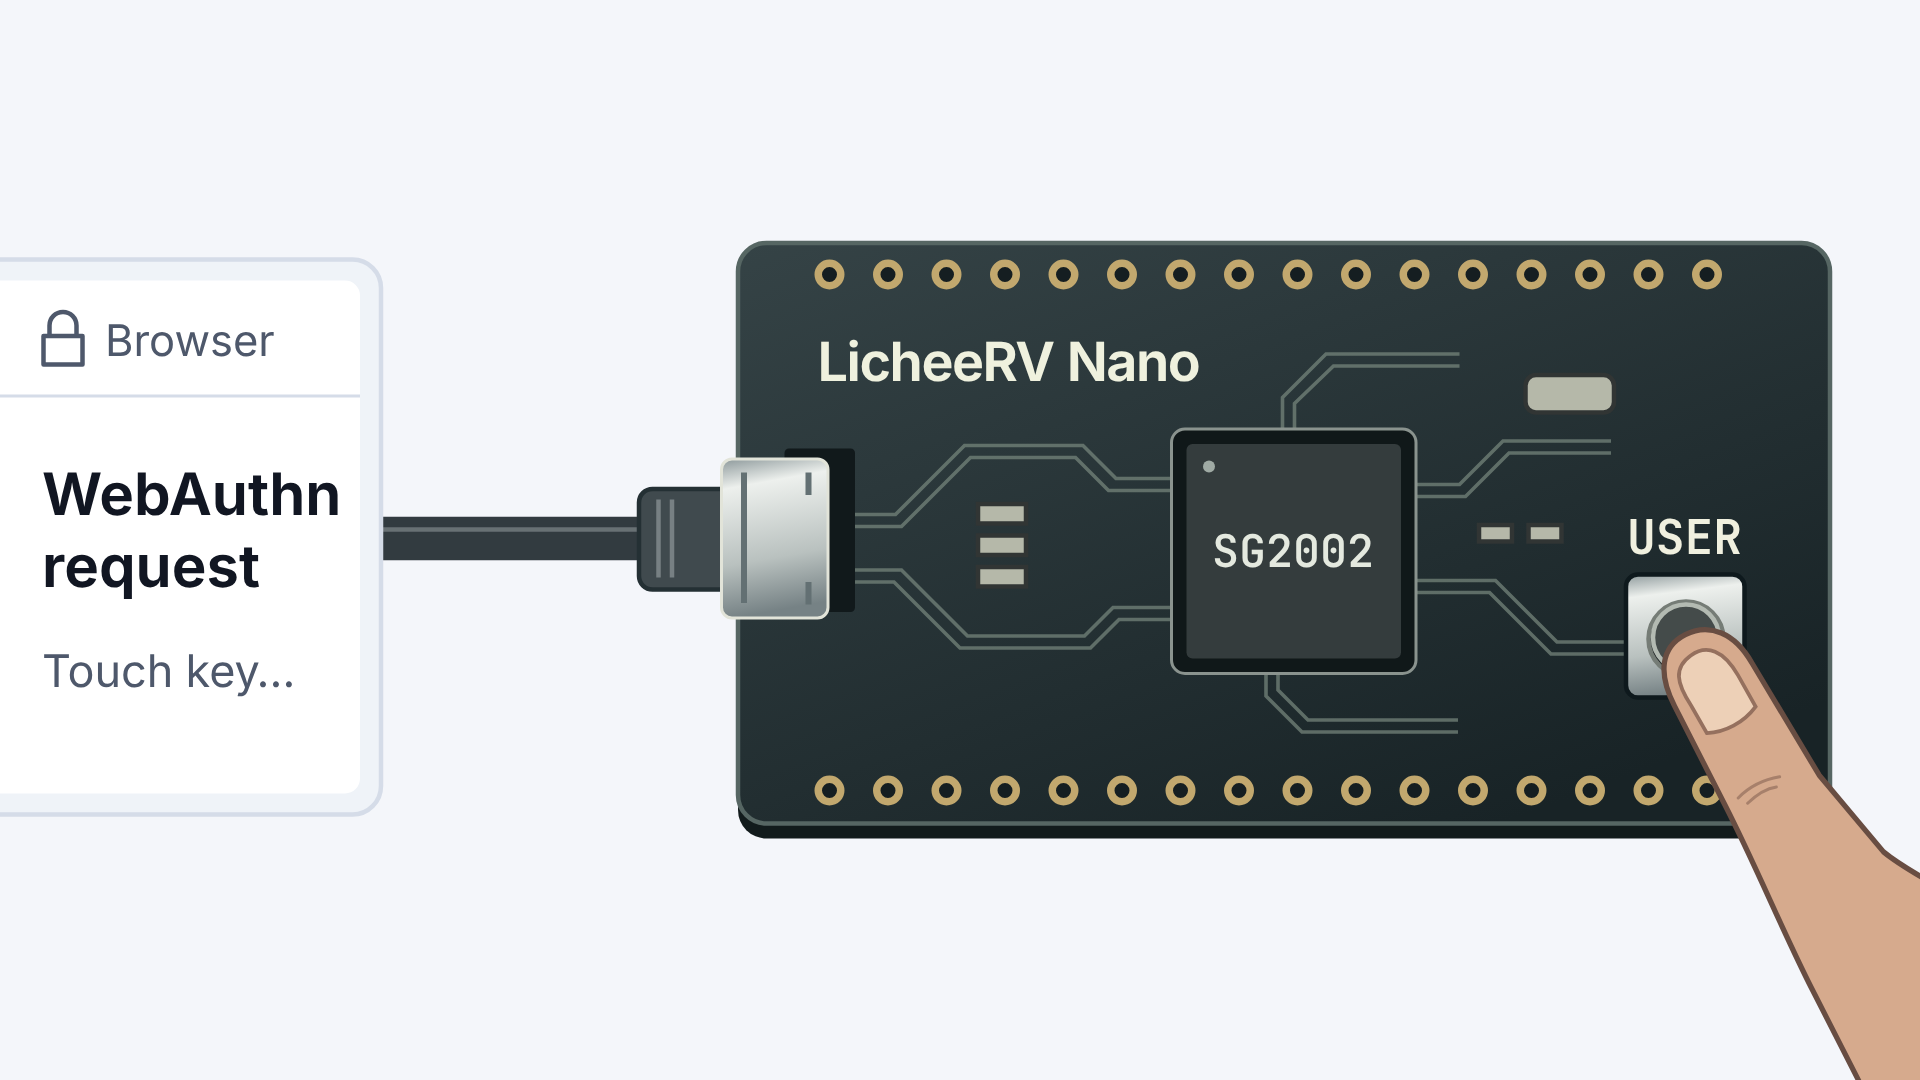 Browser
WebAuthn
request
Touch key...
LicheeRV Nano
SG2002
USER